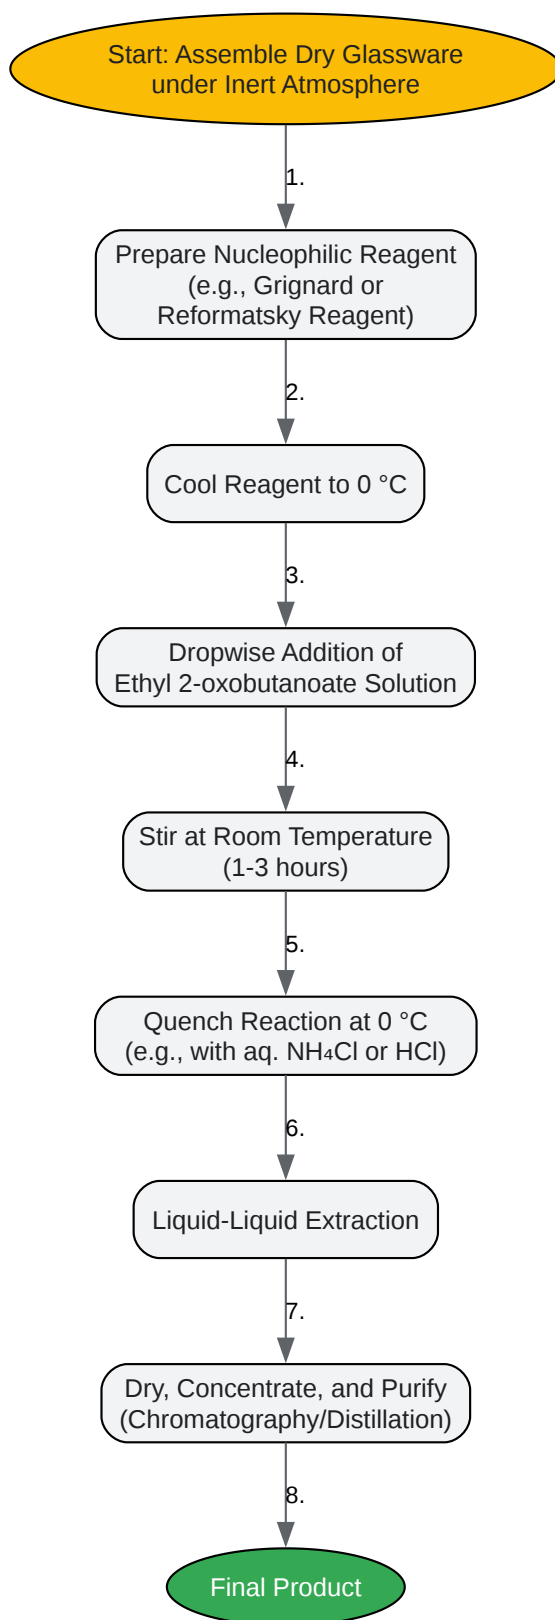 Start: Assemble Dry Glassware
under Inert Atmosphere
1.
Prepare Nucleophilic Reagent
(e.g., Grignard or
Reformatsky Reagent)
2.
Cool Reagent to 0 °C
3.
Dropwise Addition of
Ethyl 2-oxobutanoate Solution
4.
Stir at Room Temperature
(1-3 hours)
5.
Quench Reaction at 0 °C
(e.g., with aq. NH₄Cl or HCl)
6.
Liquid-Liquid Extraction
7.
Dry, Concentrate, and Purify
(Chromatography/Distillation)
8.
Final Product